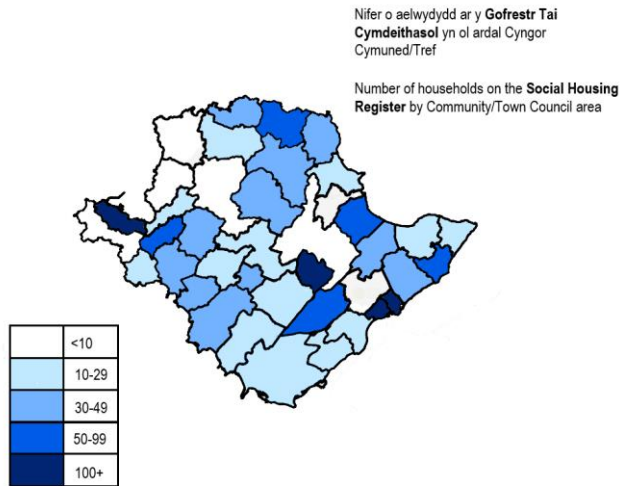 Nifer o aelwydydd ar y Gofrestr Tai
Cymdeithasol yn ol ardal Cyngor
Cymuned/Tref
Number of households on the Social Housing
Register by Community/Town Council area
<10
10-29
30-49
50-99
100+